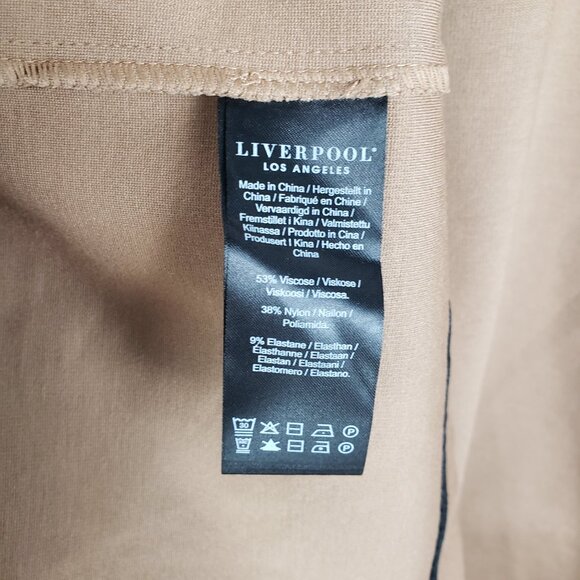 LIVERPOOL®
LOS ANGELES
Made in China / Hergestellt in
China / Fabriqué en Chine /
Vervaardigd in China /
Fremstillet i Kina / Valmistettu
Kiinassa / Prodotto in Cina /
Produsert I Kina / Hecho en
China
53% Viscose / Viskose /
Viskoosi / Viscosa.
38% Nylon / Nailon /
Poliamida.
9% Elastane / Elasthan /
Élasthanne / Elastaan /
Elastan / Elastaani /
Elastomero / Elastano.
30 P
P